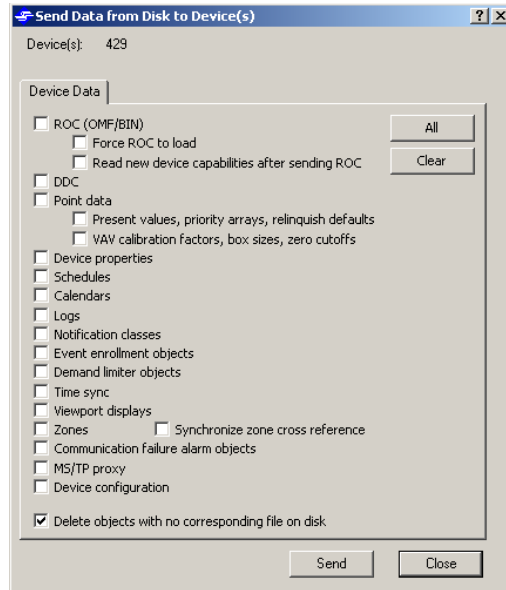 Send Data from Disk to Device(s)
Device(s): 429
Device Data
ROC (OMF/BIN)
All
Force ROC to load
Read new device capabilities after sending ROC
Clear
DDC
Point data
Present values, priority arrays, relinquish defaults
VAV calibration factors, box sizes, zero cutoffs
Device properties
Schedules
Calendars
Logs
Notification classes
Event enrollment objects
Demand limiter objects
Time sync
Viewport displays
Zones Synchronize zone cross reference
Communication failure alarm objects
MS/TP proxy
Device configuration
Delete objects with no corresponding file on disk
Send Close